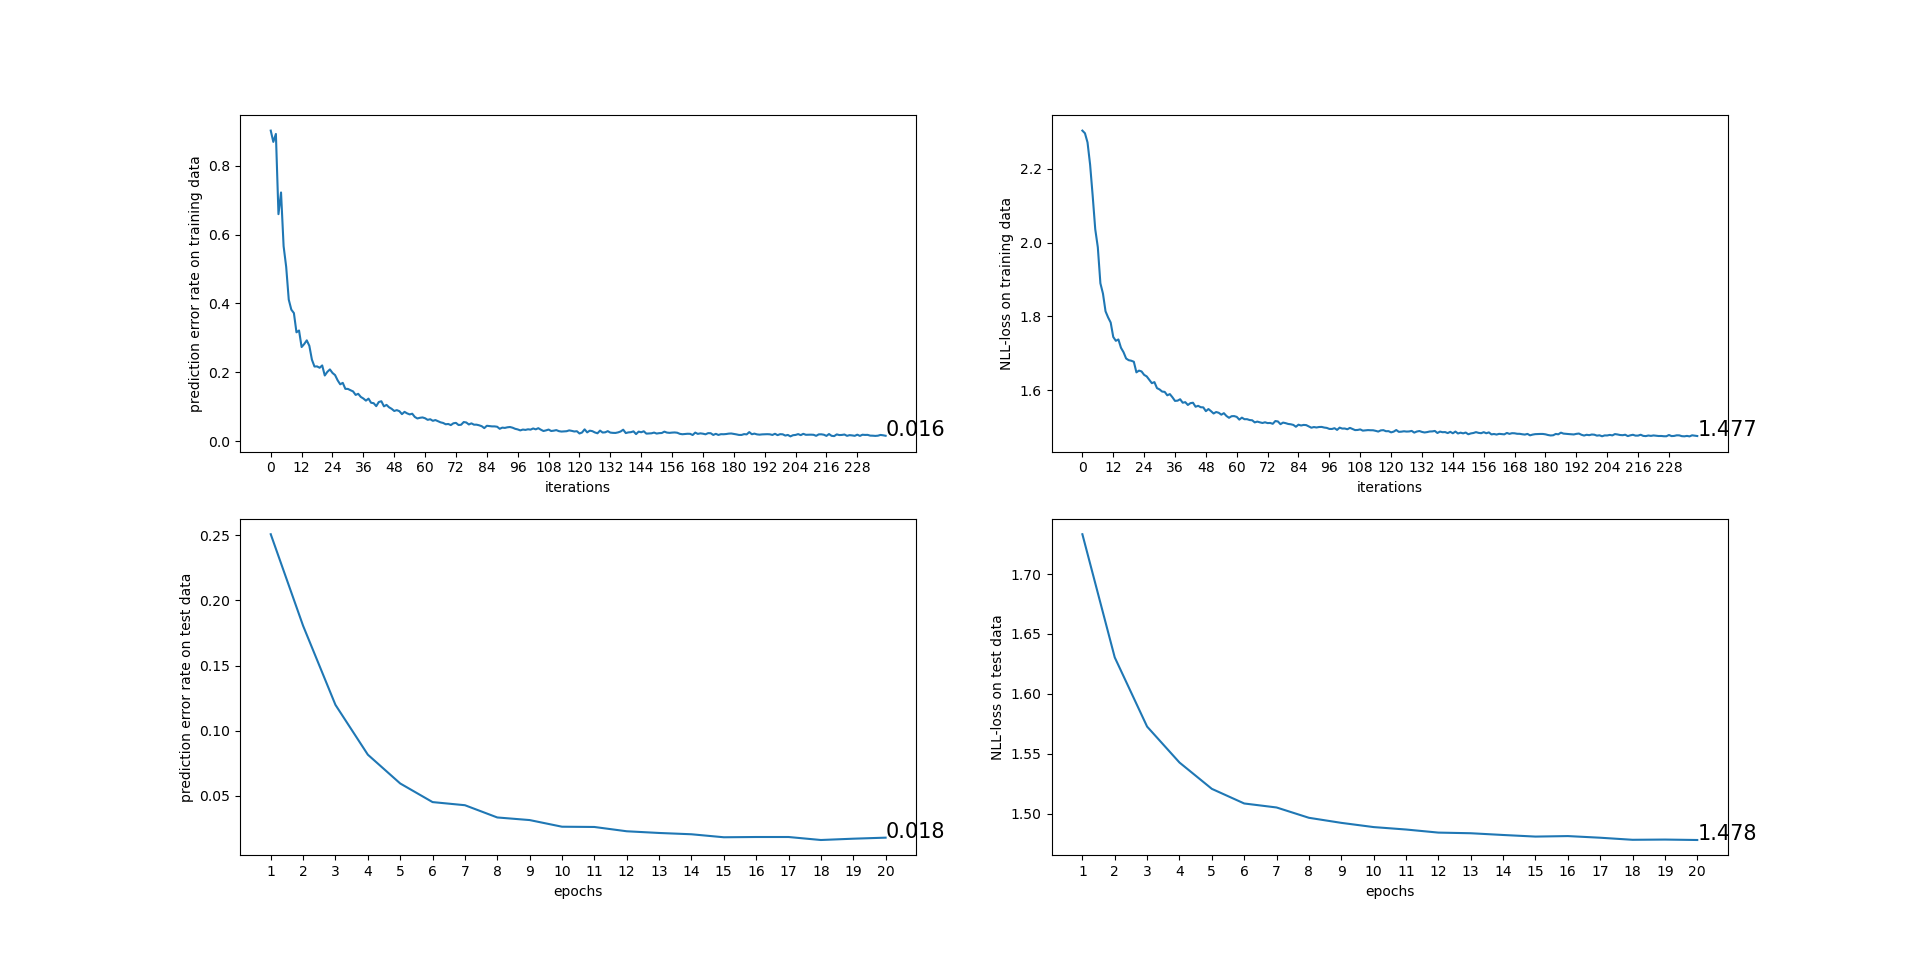 prediction error rate on training data
0.8
0.6
0.4
0.2
0.0
0.016
0 12 24 36 48 60 72 84 96 108 120 132 144 156 168 180 192 204 216 228
iterations
NLL-loss on training data
2.2
2.0
1.8
1.6
1.477
0 12 24 36 48 60 72 84 96 108 120 132 144 156 168 180 192 204 216 228
iterations
prediction error rate on test data
0.25
0.20
0.15
0.10
0.05
0.018
1 2 3 4 5 6 7 8 9 10 11 12 13 14 15 16 17 18 19 20
epochs
NLL-loss on test data
1.70
1.65
1.60
1.55
1.50
1.478
1 2 3 4 5 6 7 8 9 10 11 12 13 14 15 16 17 18 19 20
epochs